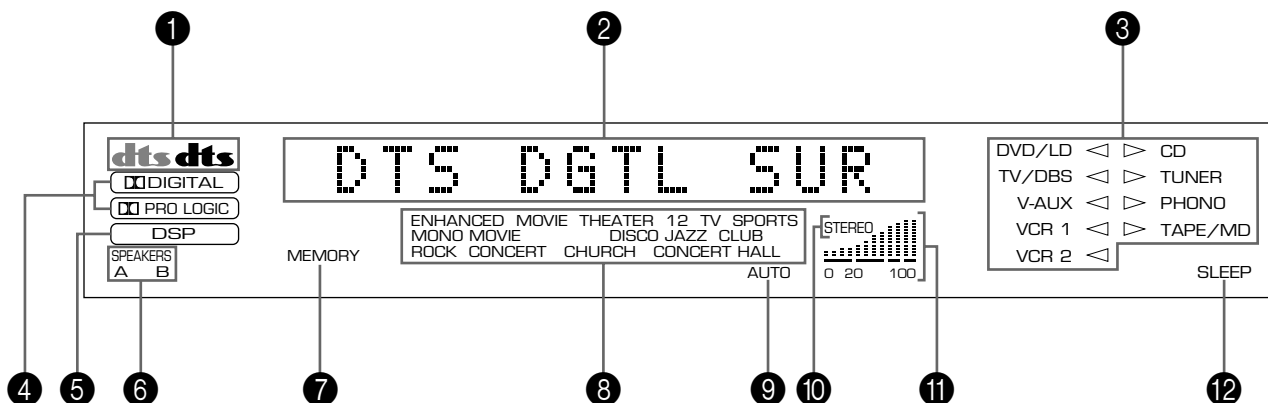 1 2 3
dts dts
DTS DGTL SUR
DVD/LD CD
TV/DBS TUNER
V-AUX PHONO
VCR 1 TAPE/MD
VCR 2
DIGITAL
PRO LOGIC
DSP
SPEAKERS
A B
MEMORY
ENHANCED MOVIE THEATER 12 TV SPORTS
MONO MOVIE DISCO JAZZ CLUB
ROCK CONCERT CHURCH CONCERT HALL
AUTO
STEREO
0 20 100
SLEEP
4 5 6 7 8 9 10 11 12